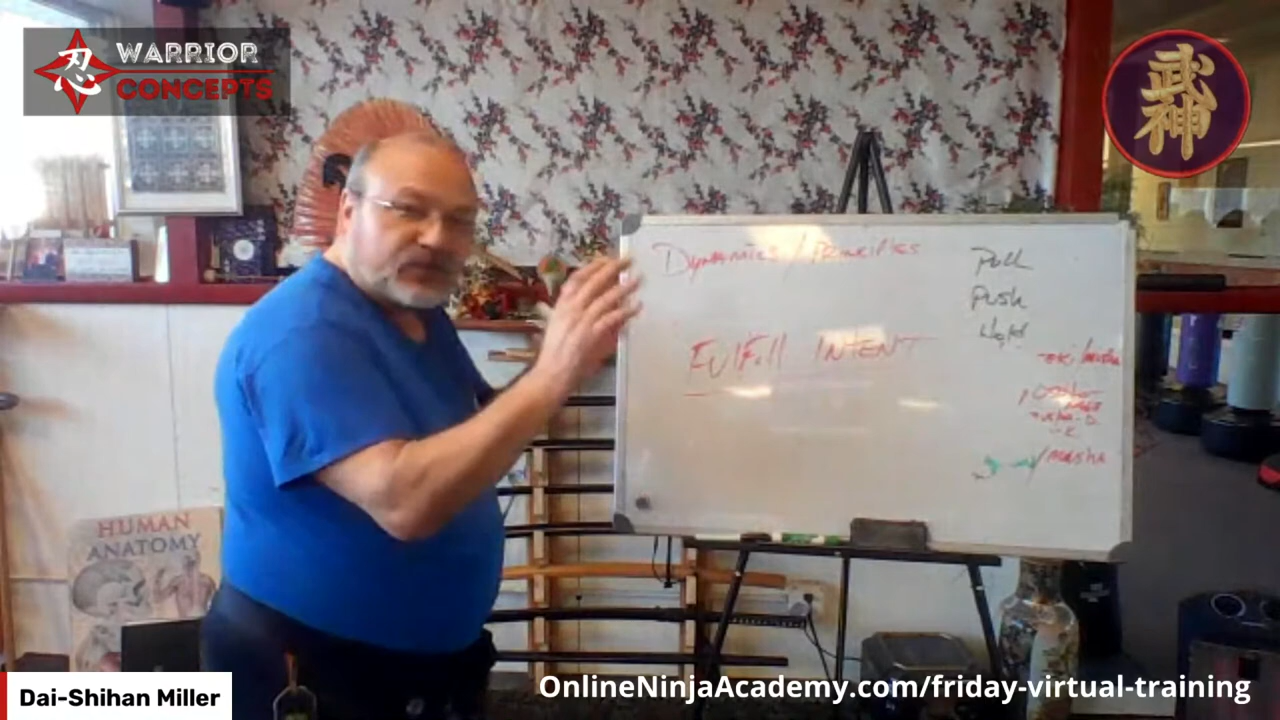 忍
WARRIOR
CONCEPTS
武神
DYNAMICS / PRINCIPLES
PULL
PUSH
Hold
FULFill INTENT
HUMAN
ANATOMY
Dai-Shihan Miller
OnlineNinjaAcademy.com/friday-virtual-training